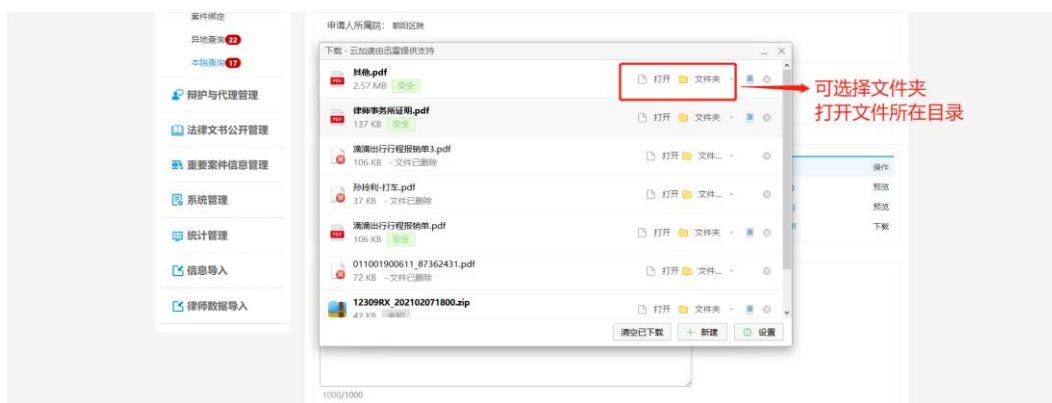 案件绑定
异地查询 22
本院查询 17
辩护与代理管理
法律文书公开管理
重要案件信息管理
系统管理
统计管理
信息导入
律师数据导入
申请人所属院： 朝阳区院
下载 - 云加速由迅雷提供支持
其他.pdf
2.57 MB 安全
打开 文件夹
律师事务所证明.pdf
137 KB 安全
打开 文件夹
滴滴出行行程报销单3.pdf
106 KB - 文件已删除
打开 文件...
孙玲利-打车.pdf
37 KB - 文件已删除
打开 文件...
滴滴出行行程报销单.pdf
106 KB 安全
打开 文件夹
011001900611_87362431.pdf
72 KB - 文件已删除
打开 文件...
12309RX_202102071800.zip
42 KB 未知
打开 文件夹
清空已下载 + 新建 设置
可选择文件夹
打开文件所在目录
操作
预览
预览
下载
1000/1000